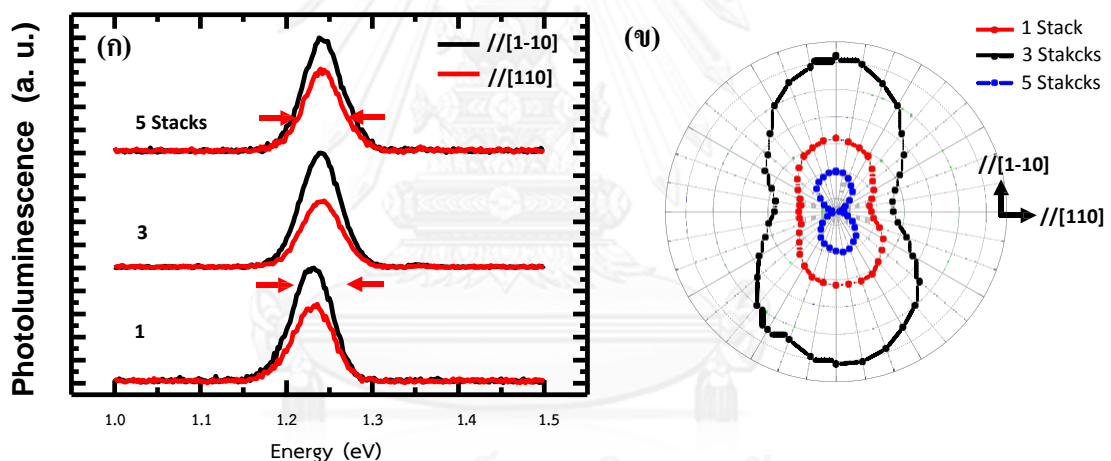 (ก)
//[1-10]
//[110]
5 Stacks
3
1
Photoluminescence (a. u.)
1.0 1.1 1.2 1.3 1.4 1.5
Energy (eV)
(ข)
1 Stack
3 Stakcks
5 Stakcks
//[1-10]
//[110]